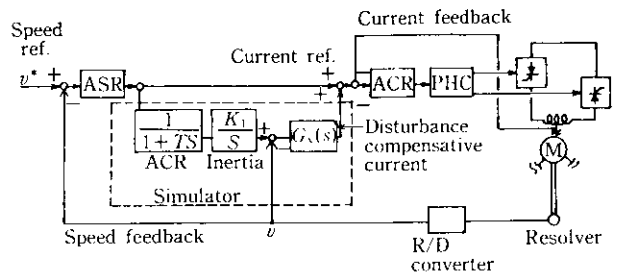 Current feedback
Speed
ref.
Current ref.
v* +
ASR
+
+
−
ACR
PHC
−
1
1+TS
ACR
K₁
S
Inertia
+
−
(s)
Disturbance
compensative
current
M
Simulator
Speed feedback
v
R/D
converter
Resolver